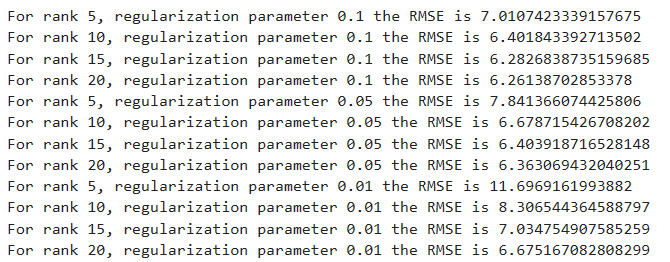 For rank 5, regularization parameter 0.1 the RMSE is 7.0107423339157675
For rank 10, regularization parameter 0.1 the RMSE is 6.401843392713502
For rank 15, regularization parameter 0.1 the RMSE is 6.2826838735159685
For rank 20, regularization parameter 0.1 the RMSE is 6.26138702853378
For rank 5, regularization parameter 0.05 the RMSE is 7.841366074425806
For rank 10, regularization parameter 0.05 the RMSE is 6.678715426708202
For rank 15, regularization parameter 0.05 the RMSE is 6.403918716528148
For rank 20, regularization parameter 0.05 the RMSE is 6.363069432040251
For rank 5, regularization parameter 0.01 the RMSE is 11.6969161993882
For rank 10, regularization parameter 0.01 the RMSE is 8.306544364588797
For rank 15, regularization parameter 0.01 the RMSE is 7.034754907585259
For rank 20, regularization parameter 0.01 the RMSE is 6.675167082808299